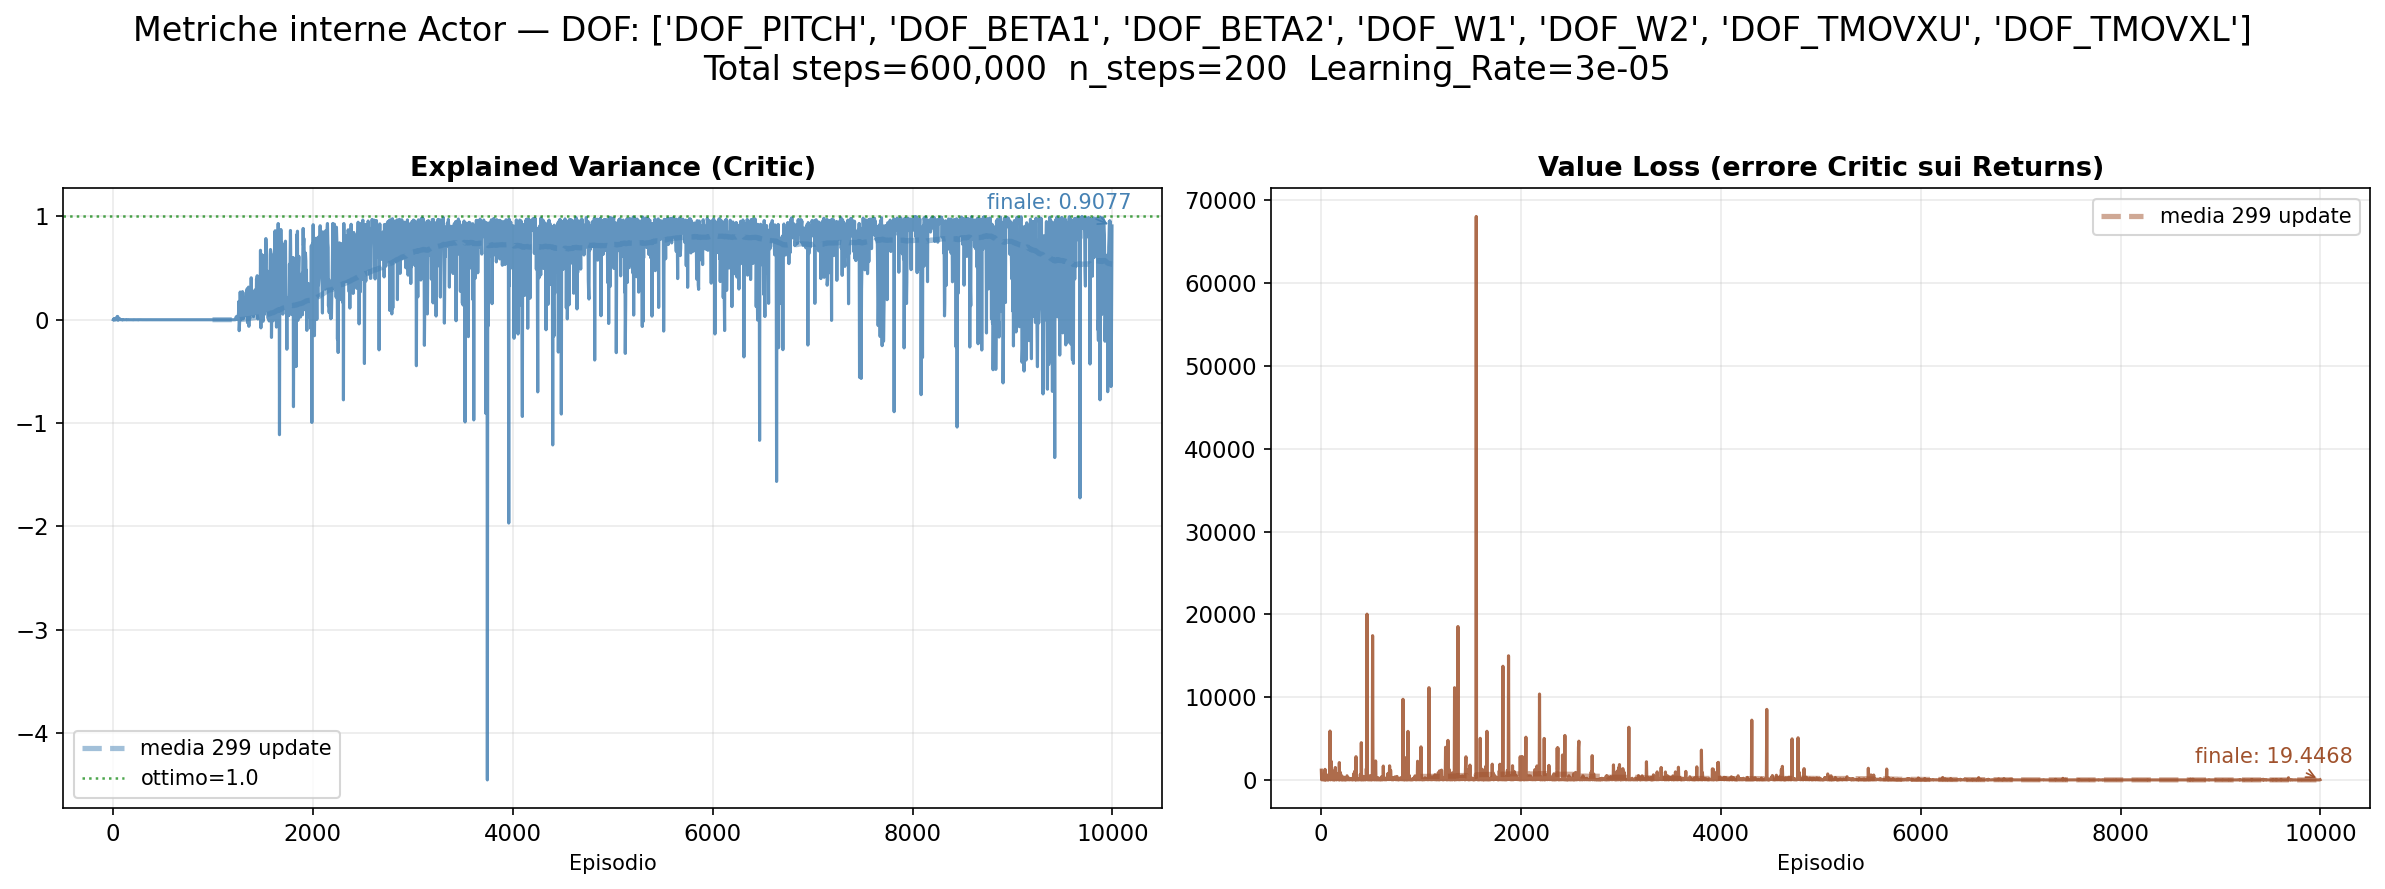 Metriche interne Actor — DOF: ['DOF_PITCH', 'DOF_BETA1', 'DOF_BETA2', 'DOF_W1', 'DOF_W2', 'DOF_TMOVXU', 'DOF_TMOVXL']
Total steps=600,000  n_steps=200  Learning_Rate=3e-05
Explained Variance (Critic)
finale: 0.9077
1
0
−1
−2
−3
−4
media 299 update
ottimo=1.0
0
2000
4000
6000
8000
10000
Episodio
Value Loss (errore Critic sui Returns)
media 299 update
70000
60000
50000
40000
30000
20000
10000
0
finale: 19.4468
0
2000
4000
6000
8000
10000
Episodio